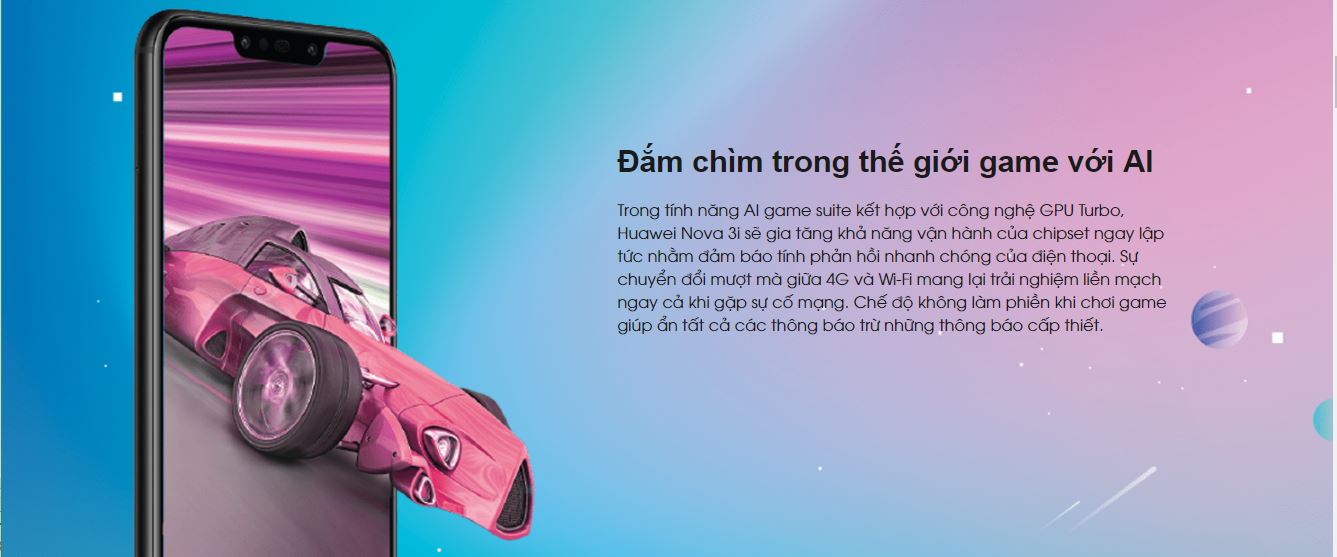 Đắm chìm trong thế giới game với AI
Trong tính năng AI game suite kết hợp với công nghệ GPU Turbo,
Huawei Nova 3i sẽ gia tăng khả năng vận hành của chipset ngay lập
tức nhằm đảm bảo tính phản hồi nhanh chóng của điện thoại. Sự
chuyển đổi mượt mà giữa 4G và Wi-Fi mang lại trải nghiệm liền mạch
ngay cả khi gặp sự cố mạng. Chế độ không làm phiền khi chơi game
giúp ẩn tất cả các thông báo trừ những thông báo cấp thiết.